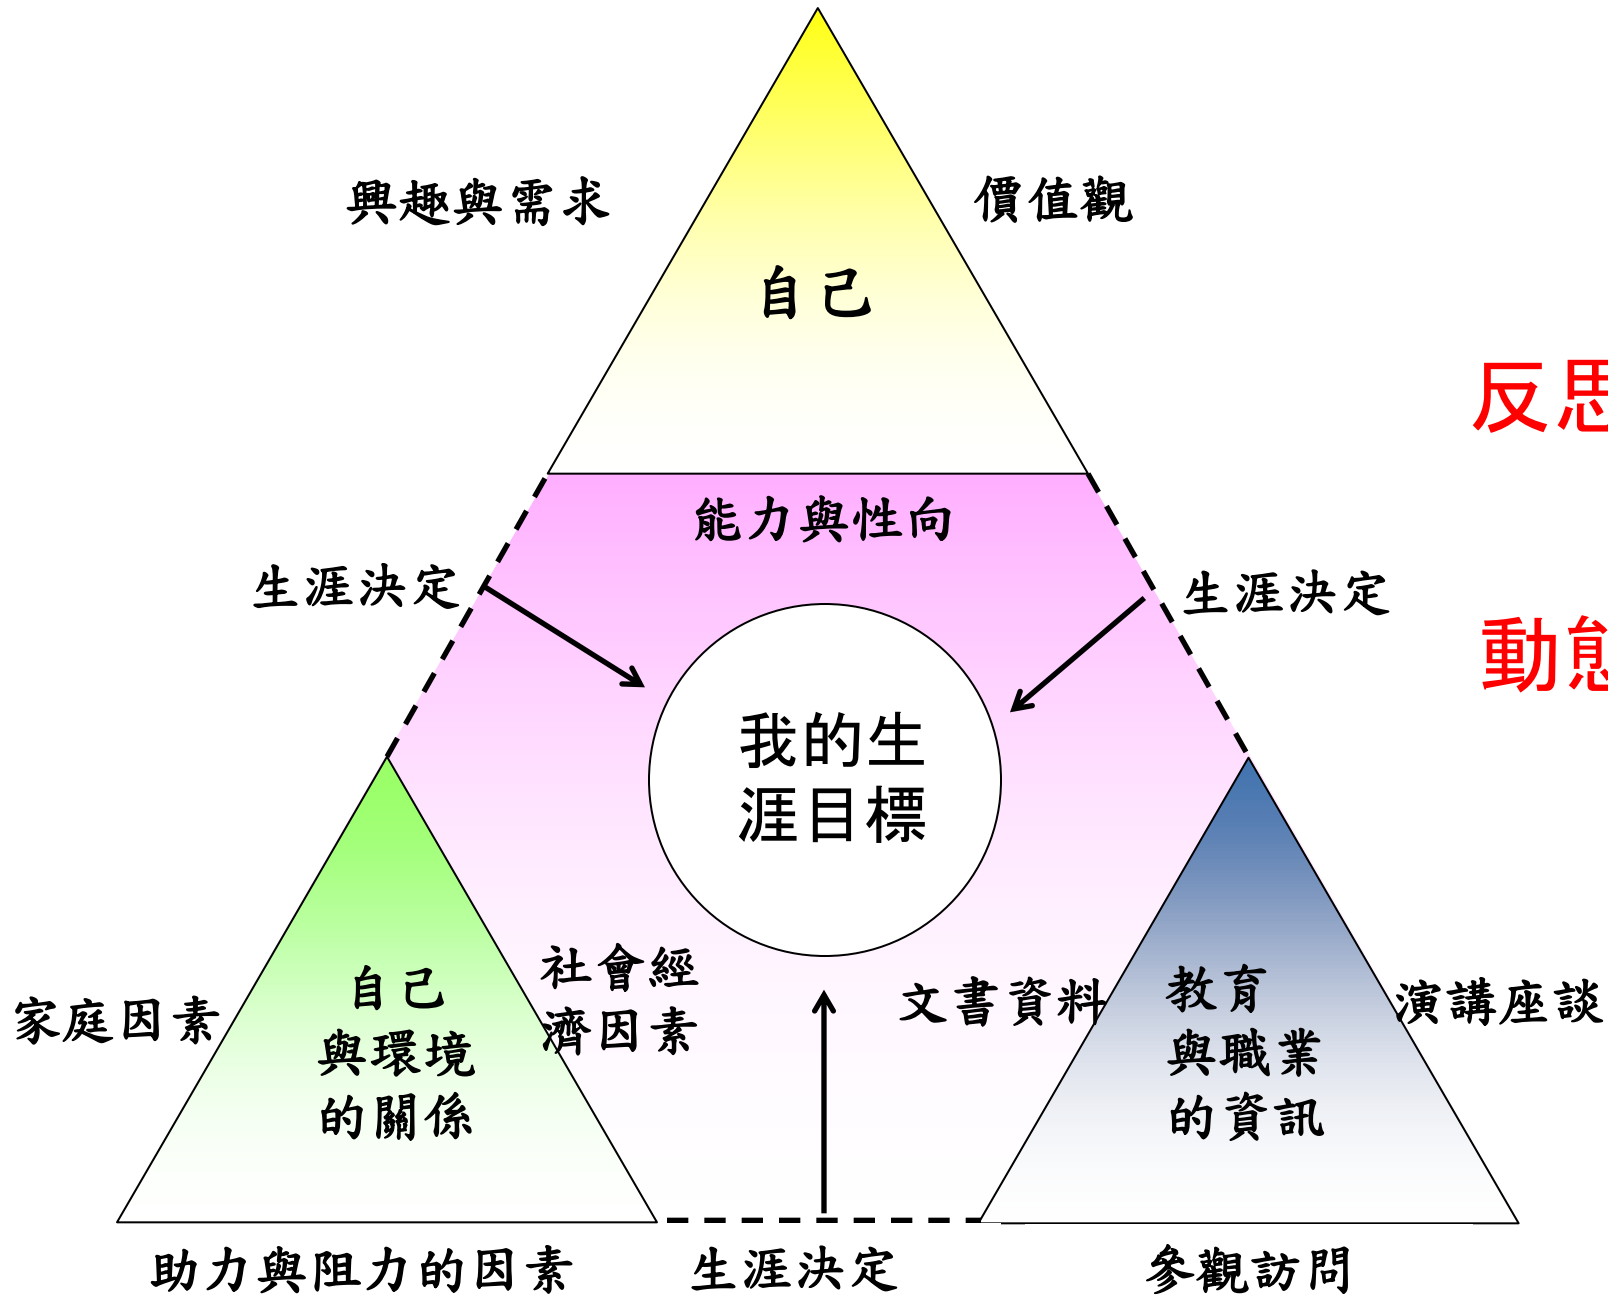 興趣與需求
價值觀
自己
反思
能力與性向
生涯決定
生涯決定
動態
我的生
涯目標
家庭因素
自己
與環境
的關係
社會經
濟因素
文書資料
教育
與職業
的資訊
演講座談
助力與阻力的因素
生涯決定
參觀訪問